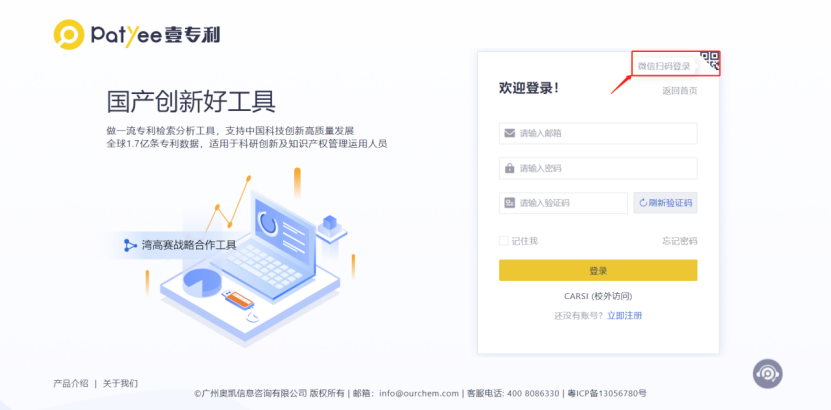 Patyee壹专利
微信扫码登录
欢迎登录！
返回首页
国产创新好工具
做一流专利检索分析工具，支持中国科技创新高质量发展
全球1.7亿条专利数据，适用于科研创新及知识产权管理运用人员
请输入邮箱
请输入密码
请输入验证码
刷新验证码
湾高赛战略合作工具
记住我
忘记密码
登录
CARSI (校外访问)
还没有账号？立即注册
产品介绍 | 关于我们
©广州奥凯信息咨询有限公司 版权所有 | 邮箱：info@ourchem.com | 客服电话: 400 8086330 | 粤ICP备13056780号